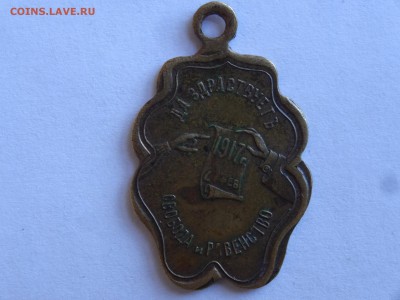 COINS.LAVE.RU
ДА ЗДРАВСТВУЕТЪ
1917 г.
СВОБОДА и РАВЕНСТВО